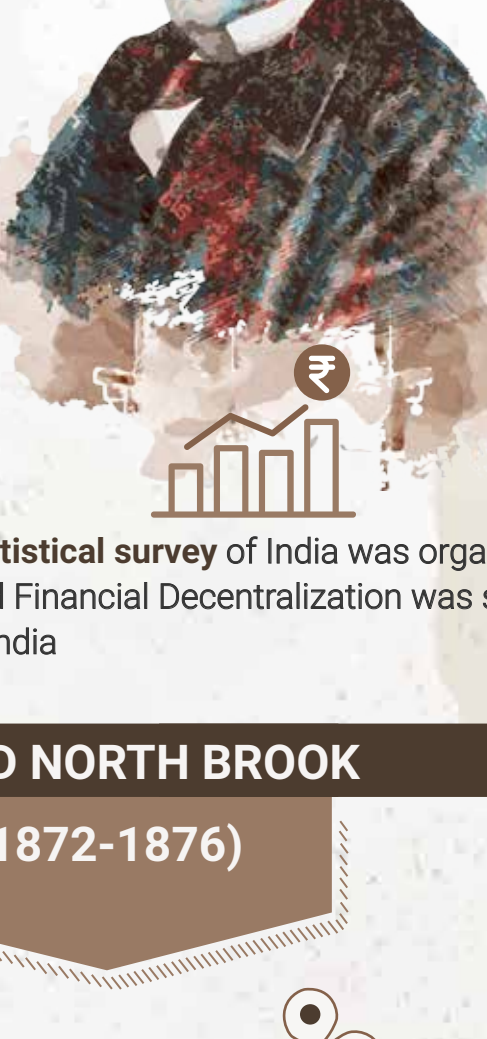 ₹
tistical survey of India was orga
l Financial Decentralization was s
ndia
D NORTH BROOK
1872-1876)